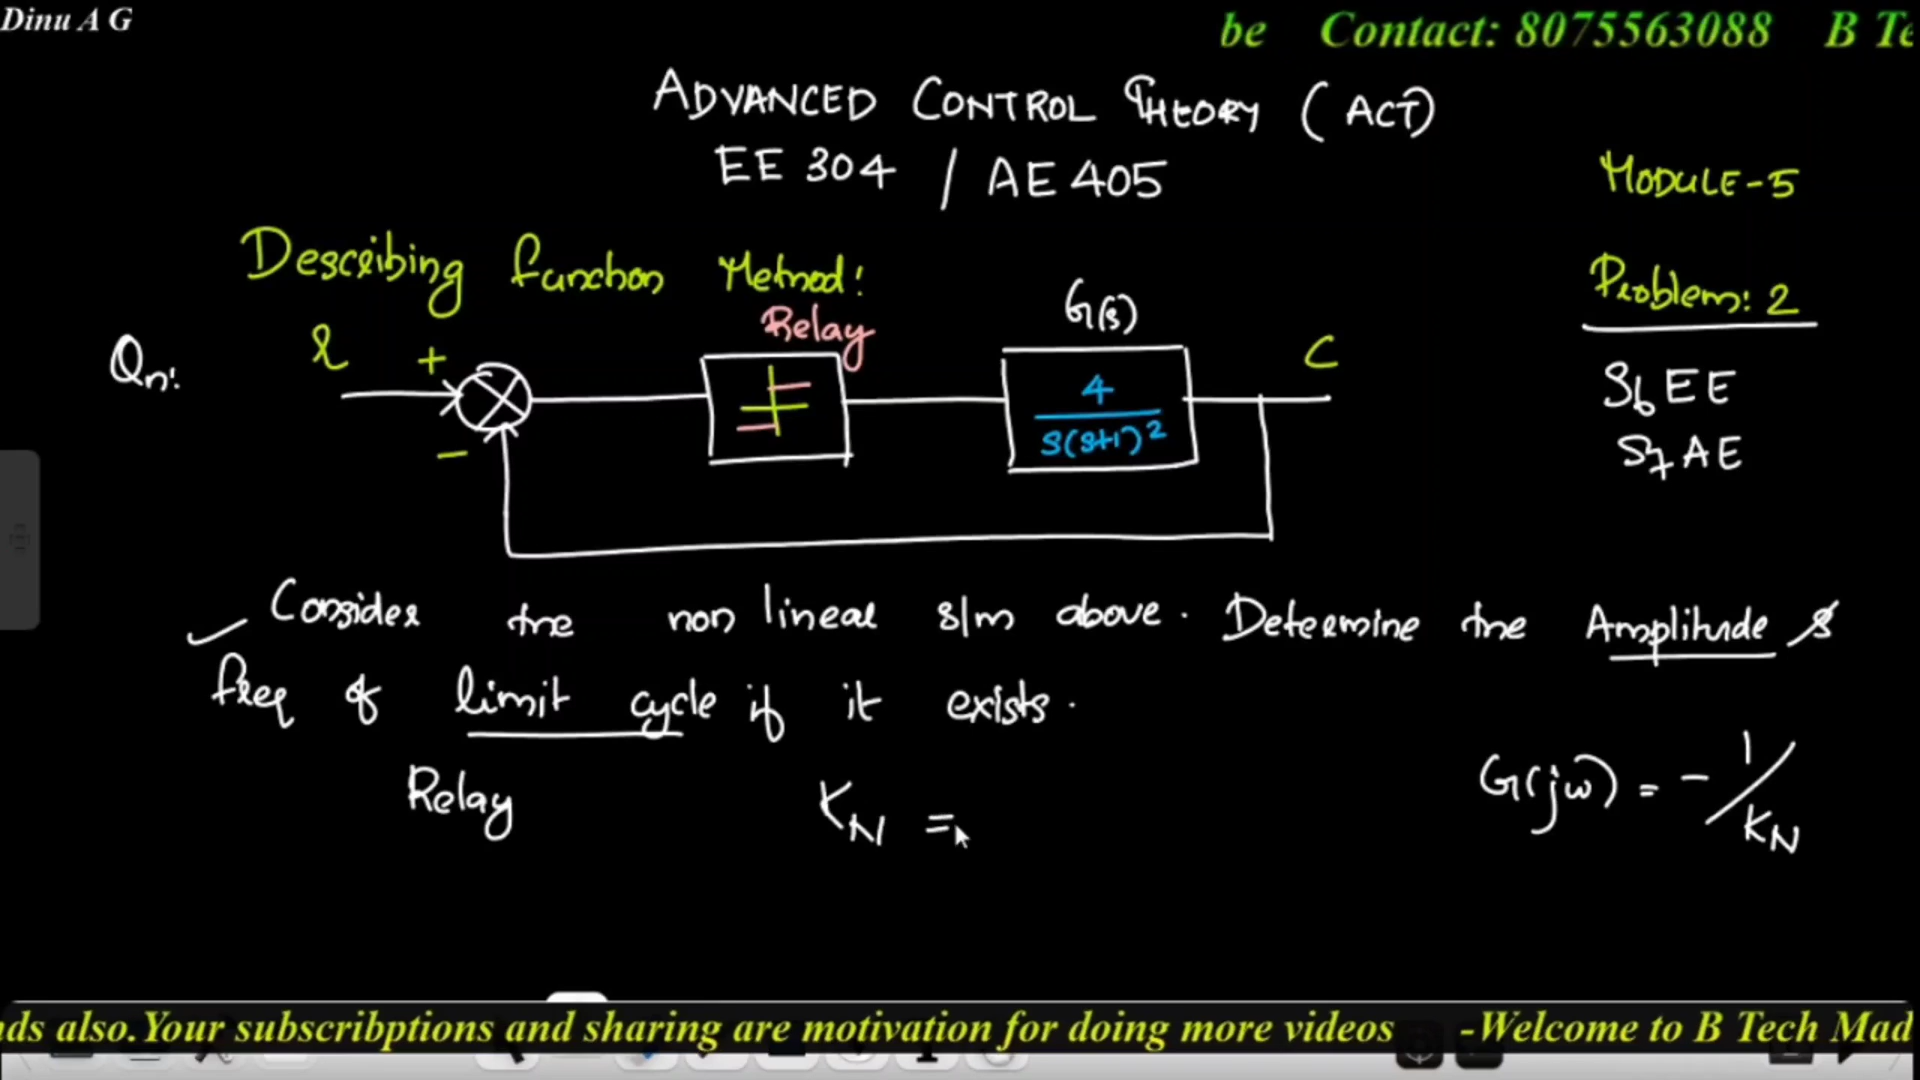 Dinu A G
be Contact: 8075563088 B Te
ADVANCED CONTROL THEORY (ACT)
EE 304 / AE 405
MODULE-5
Describing function Method:
Problem: 2
Relay
G(s)
Qn:
r
+
C
4
s(s+1)²
S6 EE
S7 AE
-
Consider the non linear s/m above. Determine the Amplitude &
freq of limit cycle if it exists.
Relay
KN =
G(jω) = - 1/KN
ds also.Your subscribptions and sharing are motivation for doing more videos -Welcome to B Tech Mad